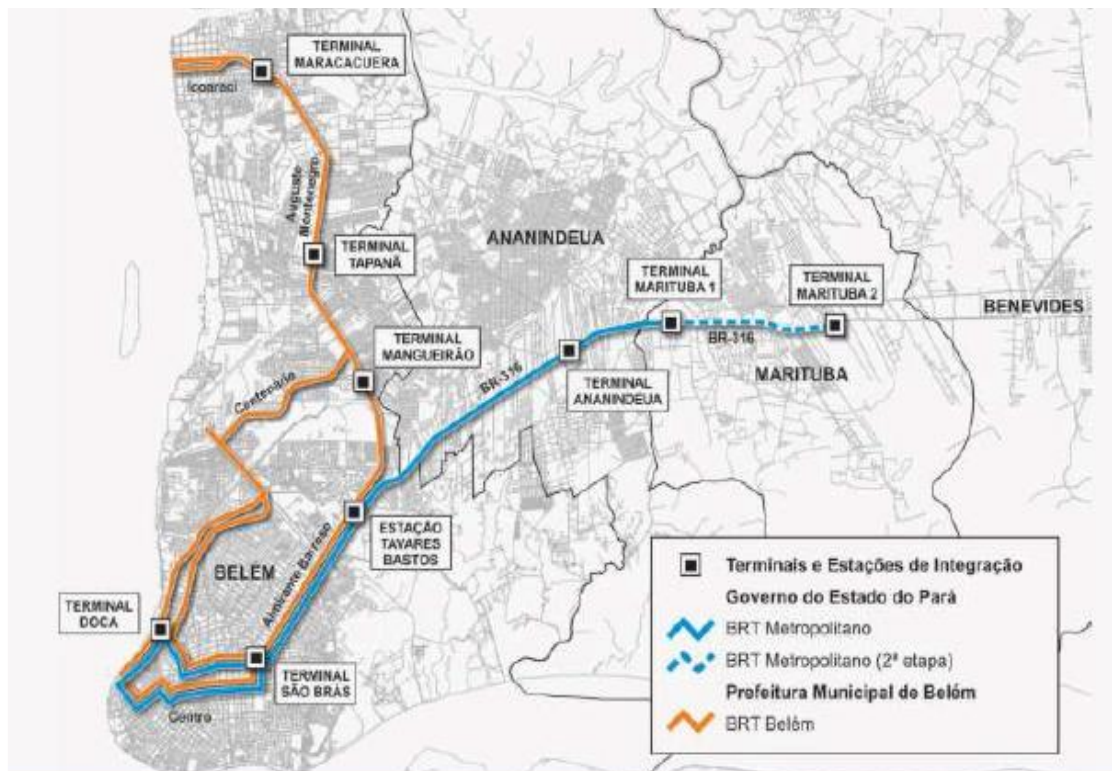 TERMINAL
MARACACUERA
Icoaraci
Augusto
Montenegro
TERMINAL
TAPANÃ
ANANINDEUA
TERMINAL
MARITUBA 1
TERMINAL
MARITUBA 2
BENEVIDES
BR-316
MARITUBA
TERMINAL
MANGUEIRÃO
BR-316
TERMINAL
ANANINDEUA
Centenário
ESTAÇÃO
TAVARES
BASTOS
Almirante Barroso
BELÉM
TERMINAL
DOCA
TERMINAL
SÃO BRÁS
Centro
Terminais e Estações de Integração
Governo do Estado do Pará
BRT Metropolitano
BRT Metropolitano (2ª etapa)
Prefeitura Municipal de Belém
BRT Belém